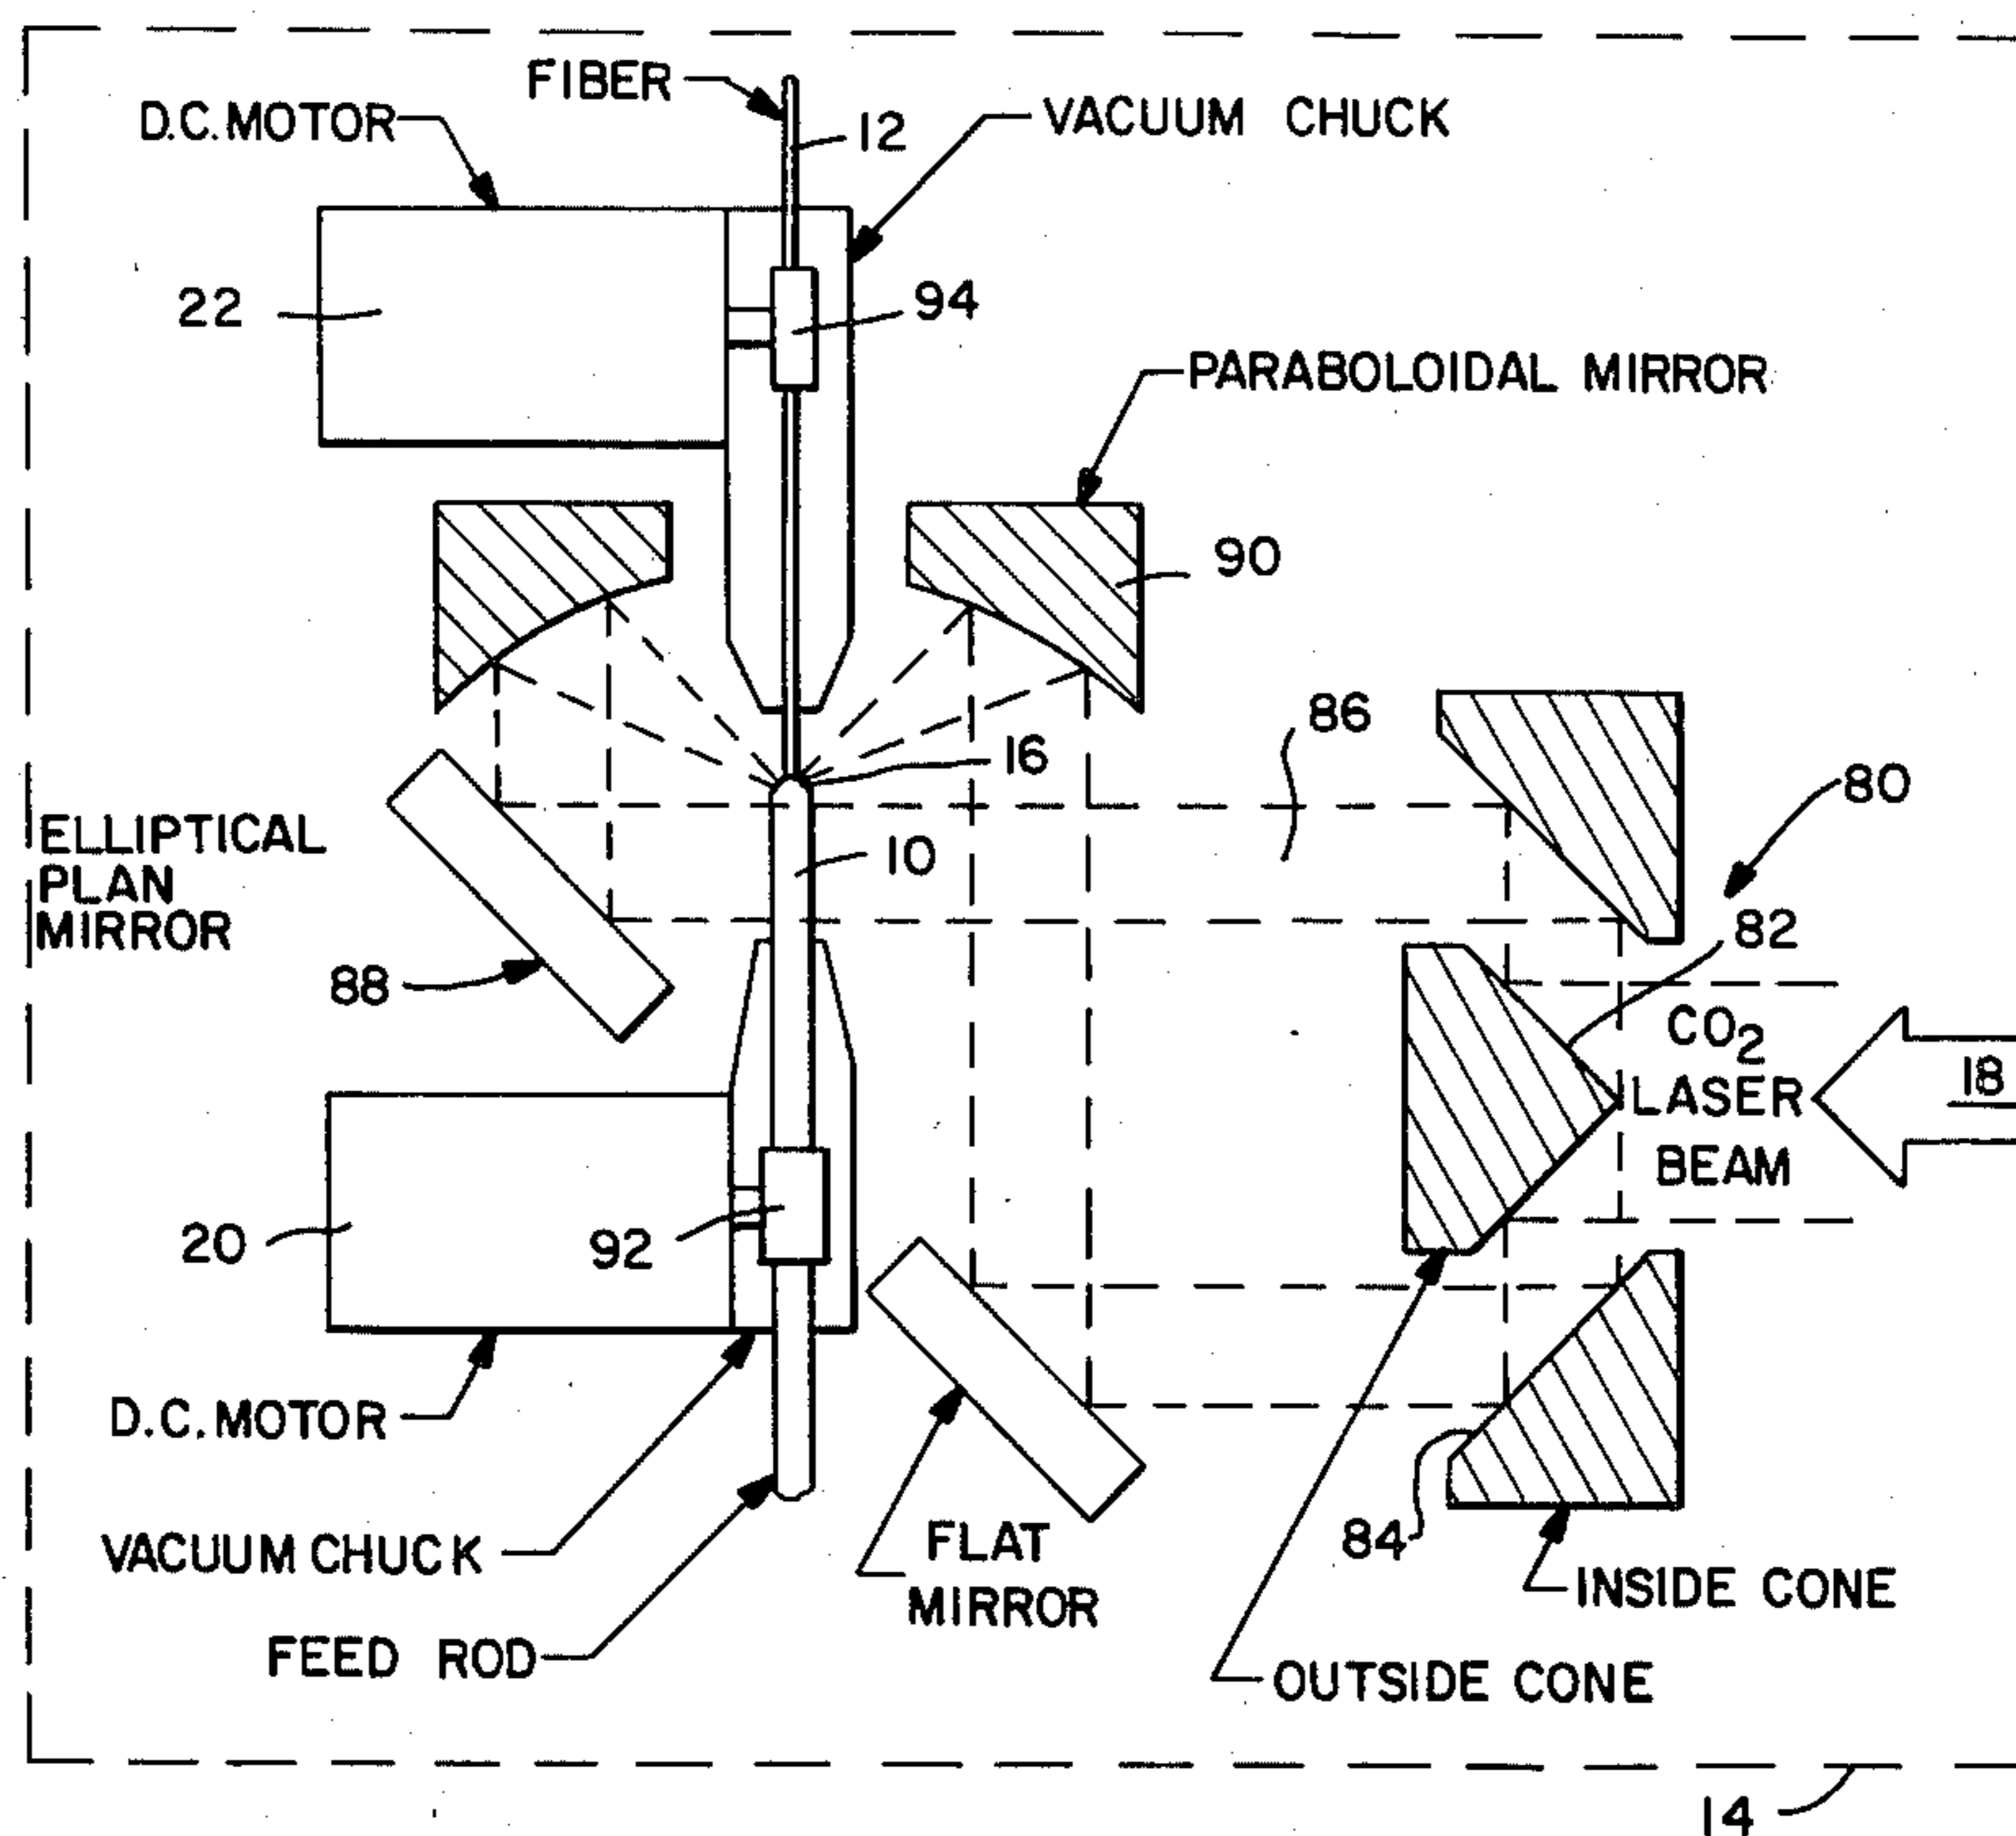 FIBER
D.C. MOTOR
12
VACUUM CHUCK
22
94
PARABOLOIDAL MIRROR
90
86
16
80
ELLIPTICAL
PLAN
MIRROR
10
82
88
CO2
LASER
BEAM
18
20
92
D.C. MOTOR
VACUUM CHUCK
FLAT
MIRROR
84
INSIDE CONE
FEED ROD
OUTSIDE CONE
14